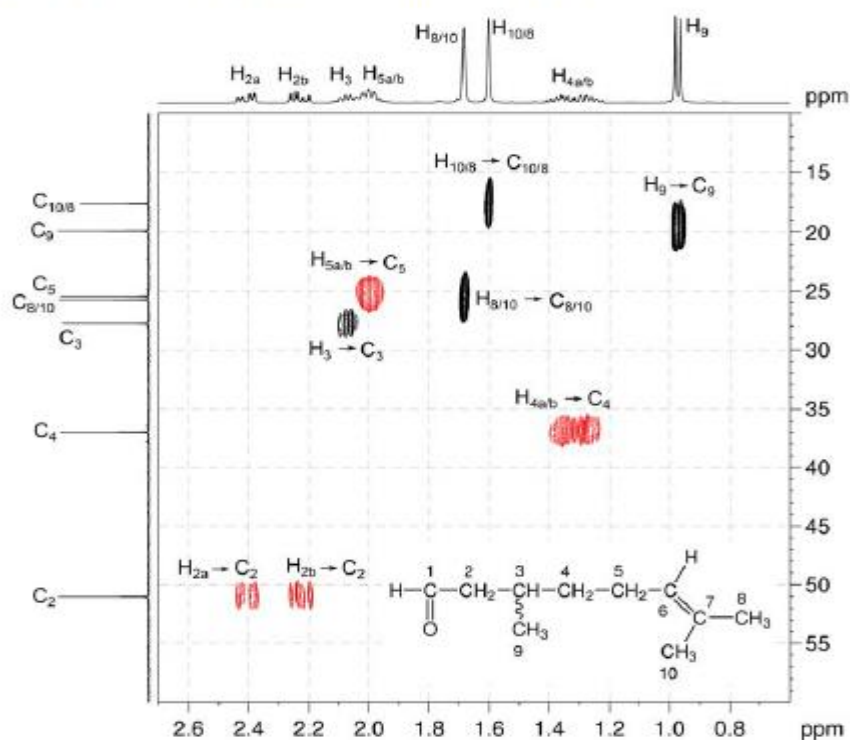 H2a H2b H3 H5a/b H8/10 H10/8 H4a/b H9
ppm
H10/8 → C10/8
H9 → C9
H5a/b → C5
H8/10 → C8/10
H3 → C3
H4a/b → C4
H2a → C2
H2b → C2
C10/8
C9
C5
C8/10
C3
C4
C2
15
20
25
30
35
40
45
50
55
1 2 3 4 5 H
H C CH2 CH CH2 CH2 6 7 8
O CH3 CH3
9 CH3
10
2.6 2.4 2.2 2.0 1.8 1.6 1.4 1.2 1.0 0.8 ppm